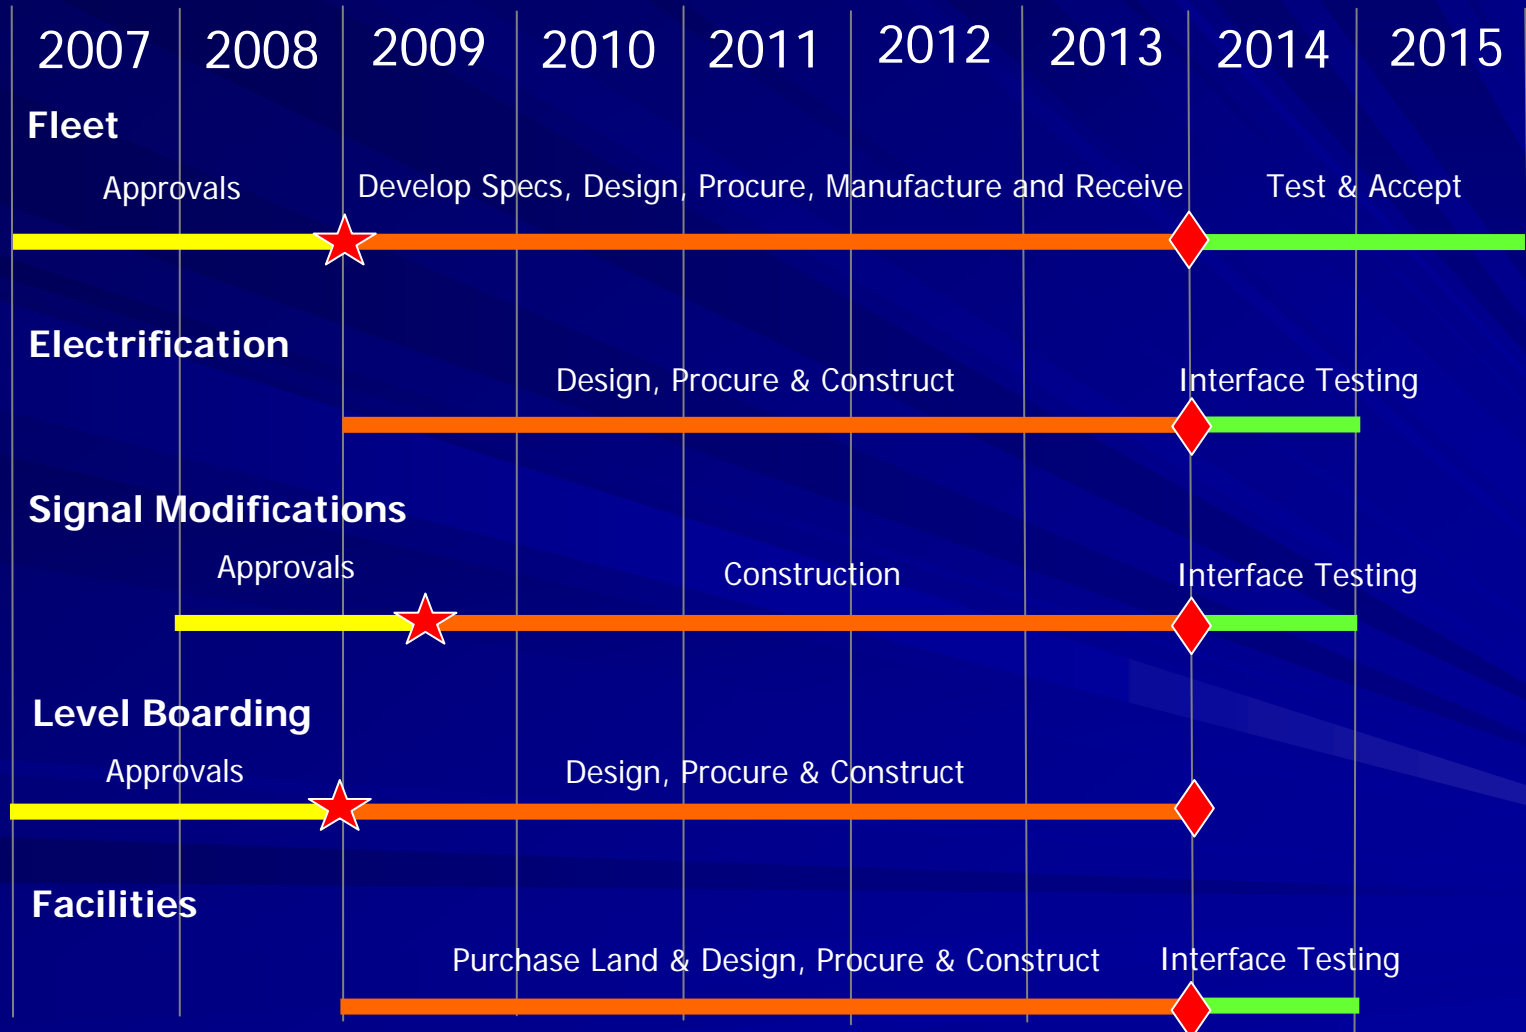 2007 2008 2009 2010 2011 2012 2013 2014 2015
Fleet
Approvals Develop Specs, Design, Procure, Manufacture and Receive Test & Accept
Electrification
Design, Procure & Construct Interface Testing
Signal Modifications
Approvals Construction Interface Testing
Level Boarding
Approvals Design, Procure & Construct
Facilities
Purchase Land & Design, Procure & Construct Interface Testing